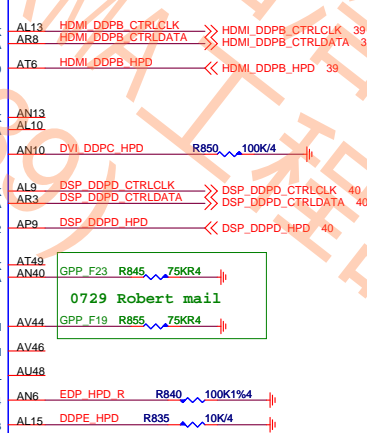 AL13 HDMI_DDPB_CTRLCLK HDMI_DDPB_CTRLCLK 39
AR8 HDMI_DDPB_CTRLDATA HDMI_DDPB_CTRLDATA 3
AT6 HDMI_DDPB_HPD HDMI_DDPB_HPD 39
AN13
AL10
AN10 DVI_DDPC_HPD R850 100K/4
AL9 DSP_DDPD_CTRLCLK DSP_DDPD_CTRLCLK 40
AR3 DSP_DDPD_CTRLDATA DSP_DDPD_CTRLDATA 40
AP9 DSP_DDPD_HPD DSP_DDPD_HPD 40
AT49
AN40 GPP_F23 R845 75KR4
0729 Robert mail
AV44 GPP_F19 R855 75KR4
AV46
AU48
AN6 EDP_HPD_R R840 100K1%4
AL15 DDPE_HPD R835 10K/4